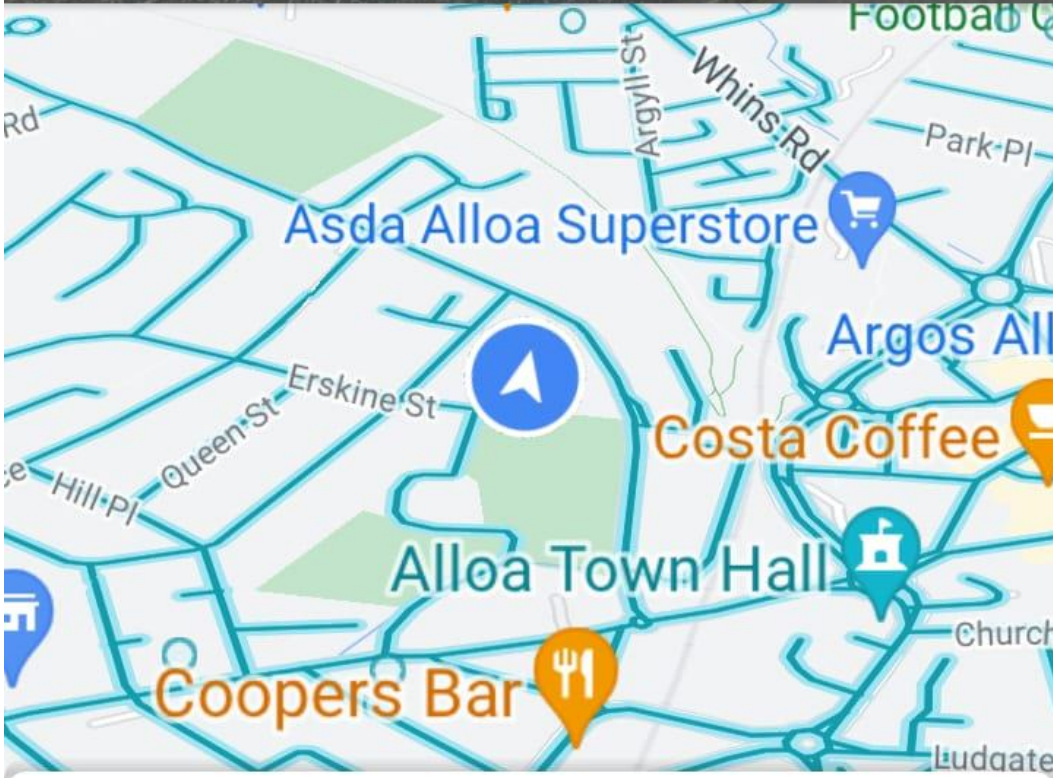 Football
Whins Rd
Argyll St
Rd
Park Pl
Asda Alloa Superstore
Argos All
Erskine St
Queen St
Costa Coffee
Hill Pl
Alloa Town Hall
Church
Coopers Bar
Ludgate